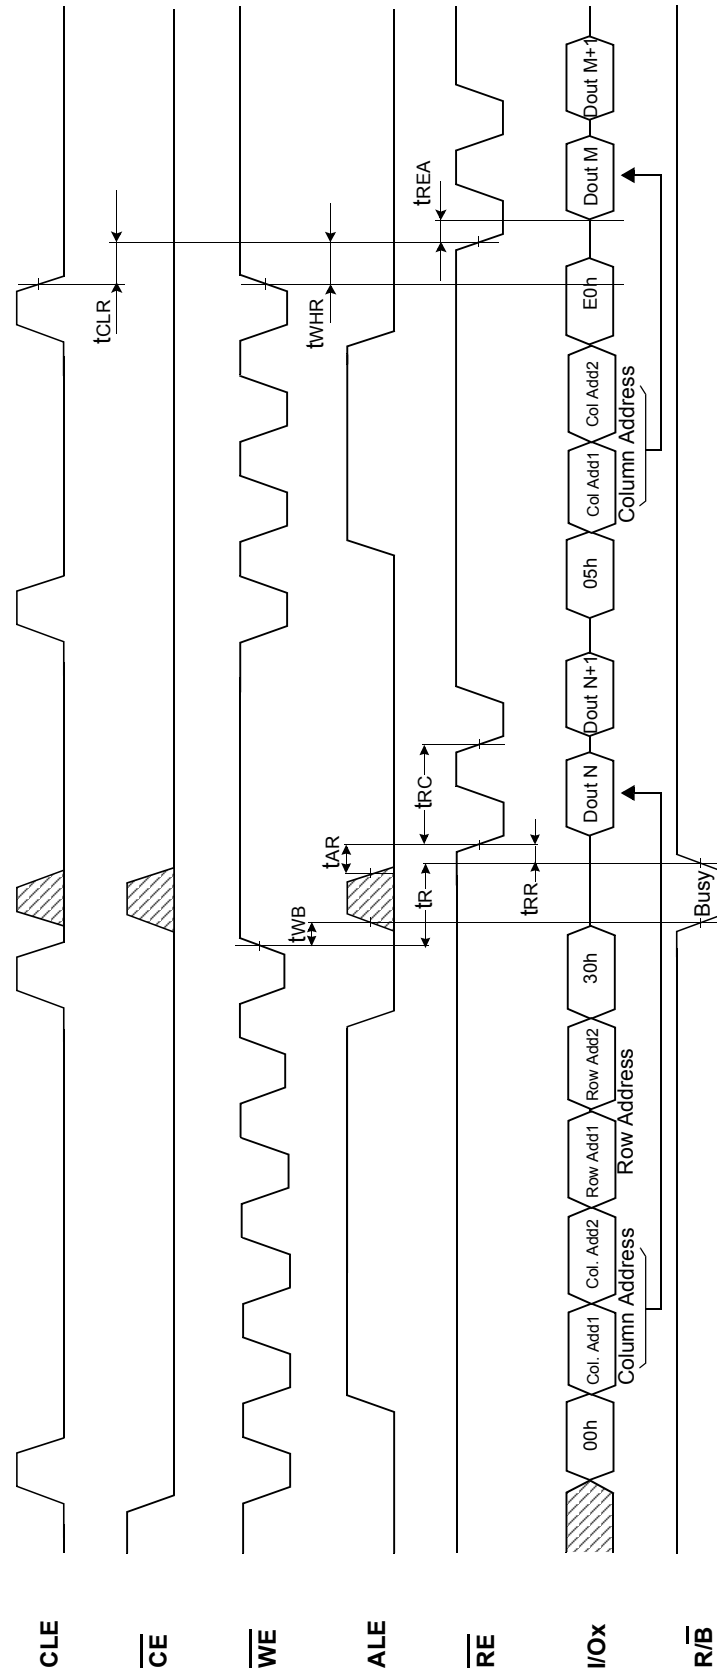 CLE
CE
WE
ALE
RE
I/Ox
R/B
tCLR
tWHR
tREA
tWB
tAR
tR
tRC
tRR
00h
Col. Add1
Col. Add2
Row Add1
Row Add2
30h
Dout N
Dout N+1
05h
Col Add1
Col Add2
E0h
Dout M
Dout M+1
Column Address
Row Address
Column Address
Busy